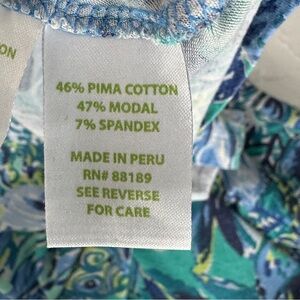 46% PIMA COTTON
47% MODAL
7% SPANDEX
MADE IN PERU
RN# 88189
SEE REVERSE
FOR CARE